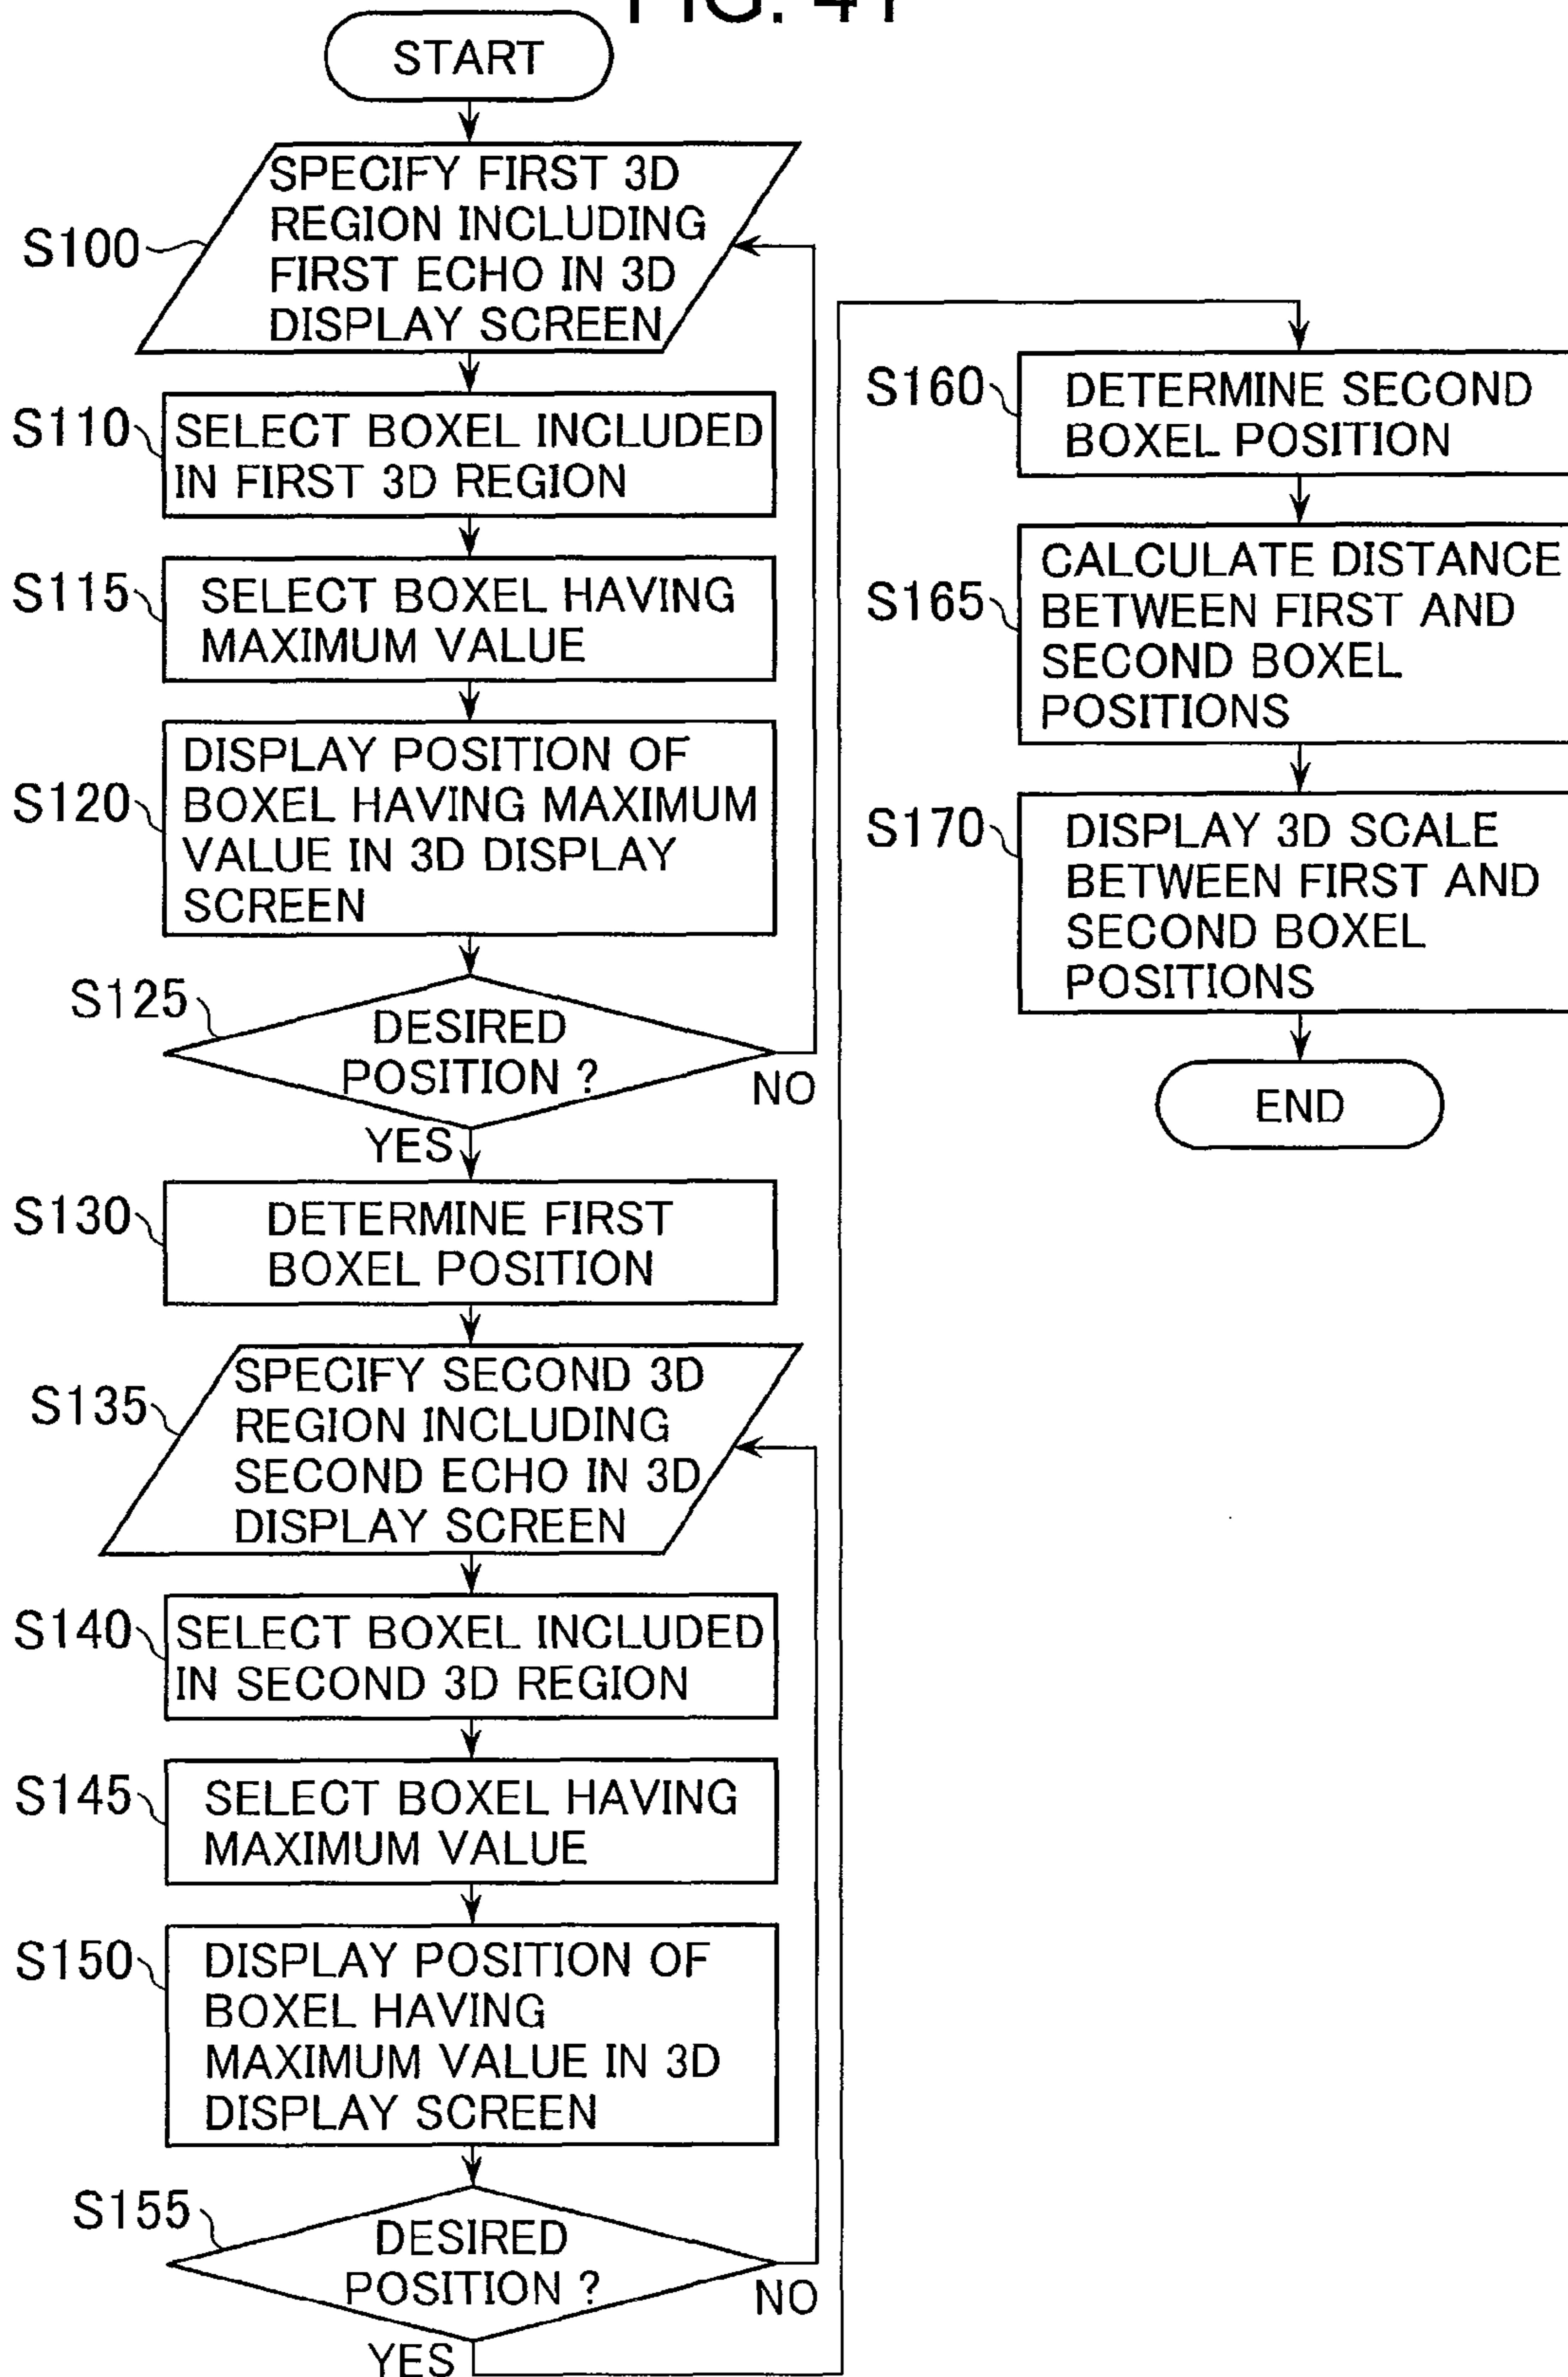 START
SPECIFY FIRST 3D
REGION INCLUDING
FIRST ECHO IN 3D
DISPLAY SCREEN
S100
S110
SELECT BOXEL INCLUDED
IN FIRST 3D REGION
S115
SELECT BOXEL HAVING
MAXIMUM VALUE
S120
DISPLAY POSITION OF
BOXEL HAVING MAXIMUM
VALUE IN 3D DISPLAY
SCREEN
S125
DESIRED
POSITION ?
NO
YES
S130
DETERMINE FIRST
BOXEL POSITION
S135
SPECIFY SECOND 3D
REGION INCLUDING
SECOND ECHO IN 3D
DISPLAY SCREEN
S140
SELECT BOXEL INCLUDED
IN SECOND 3D REGION
S145
SELECT BOXEL HAVING
MAXIMUM VALUE
S150
DISPLAY POSITION OF
BOXEL HAVING
MAXIMUM VALUE IN 3D
DISPLAY SCREEN
S155
DESIRED
POSITION ?
NO
YES
S160
DETERMINE SECOND
BOXEL POSITION
S165
CALCULATE DISTANCE
BETWEEN FIRST AND
SECOND BOXEL
POSITIONS
S170
DISPLAY 3D SCALE
BETWEEN FIRST AND
SECOND BOXEL
POSITIONS
END